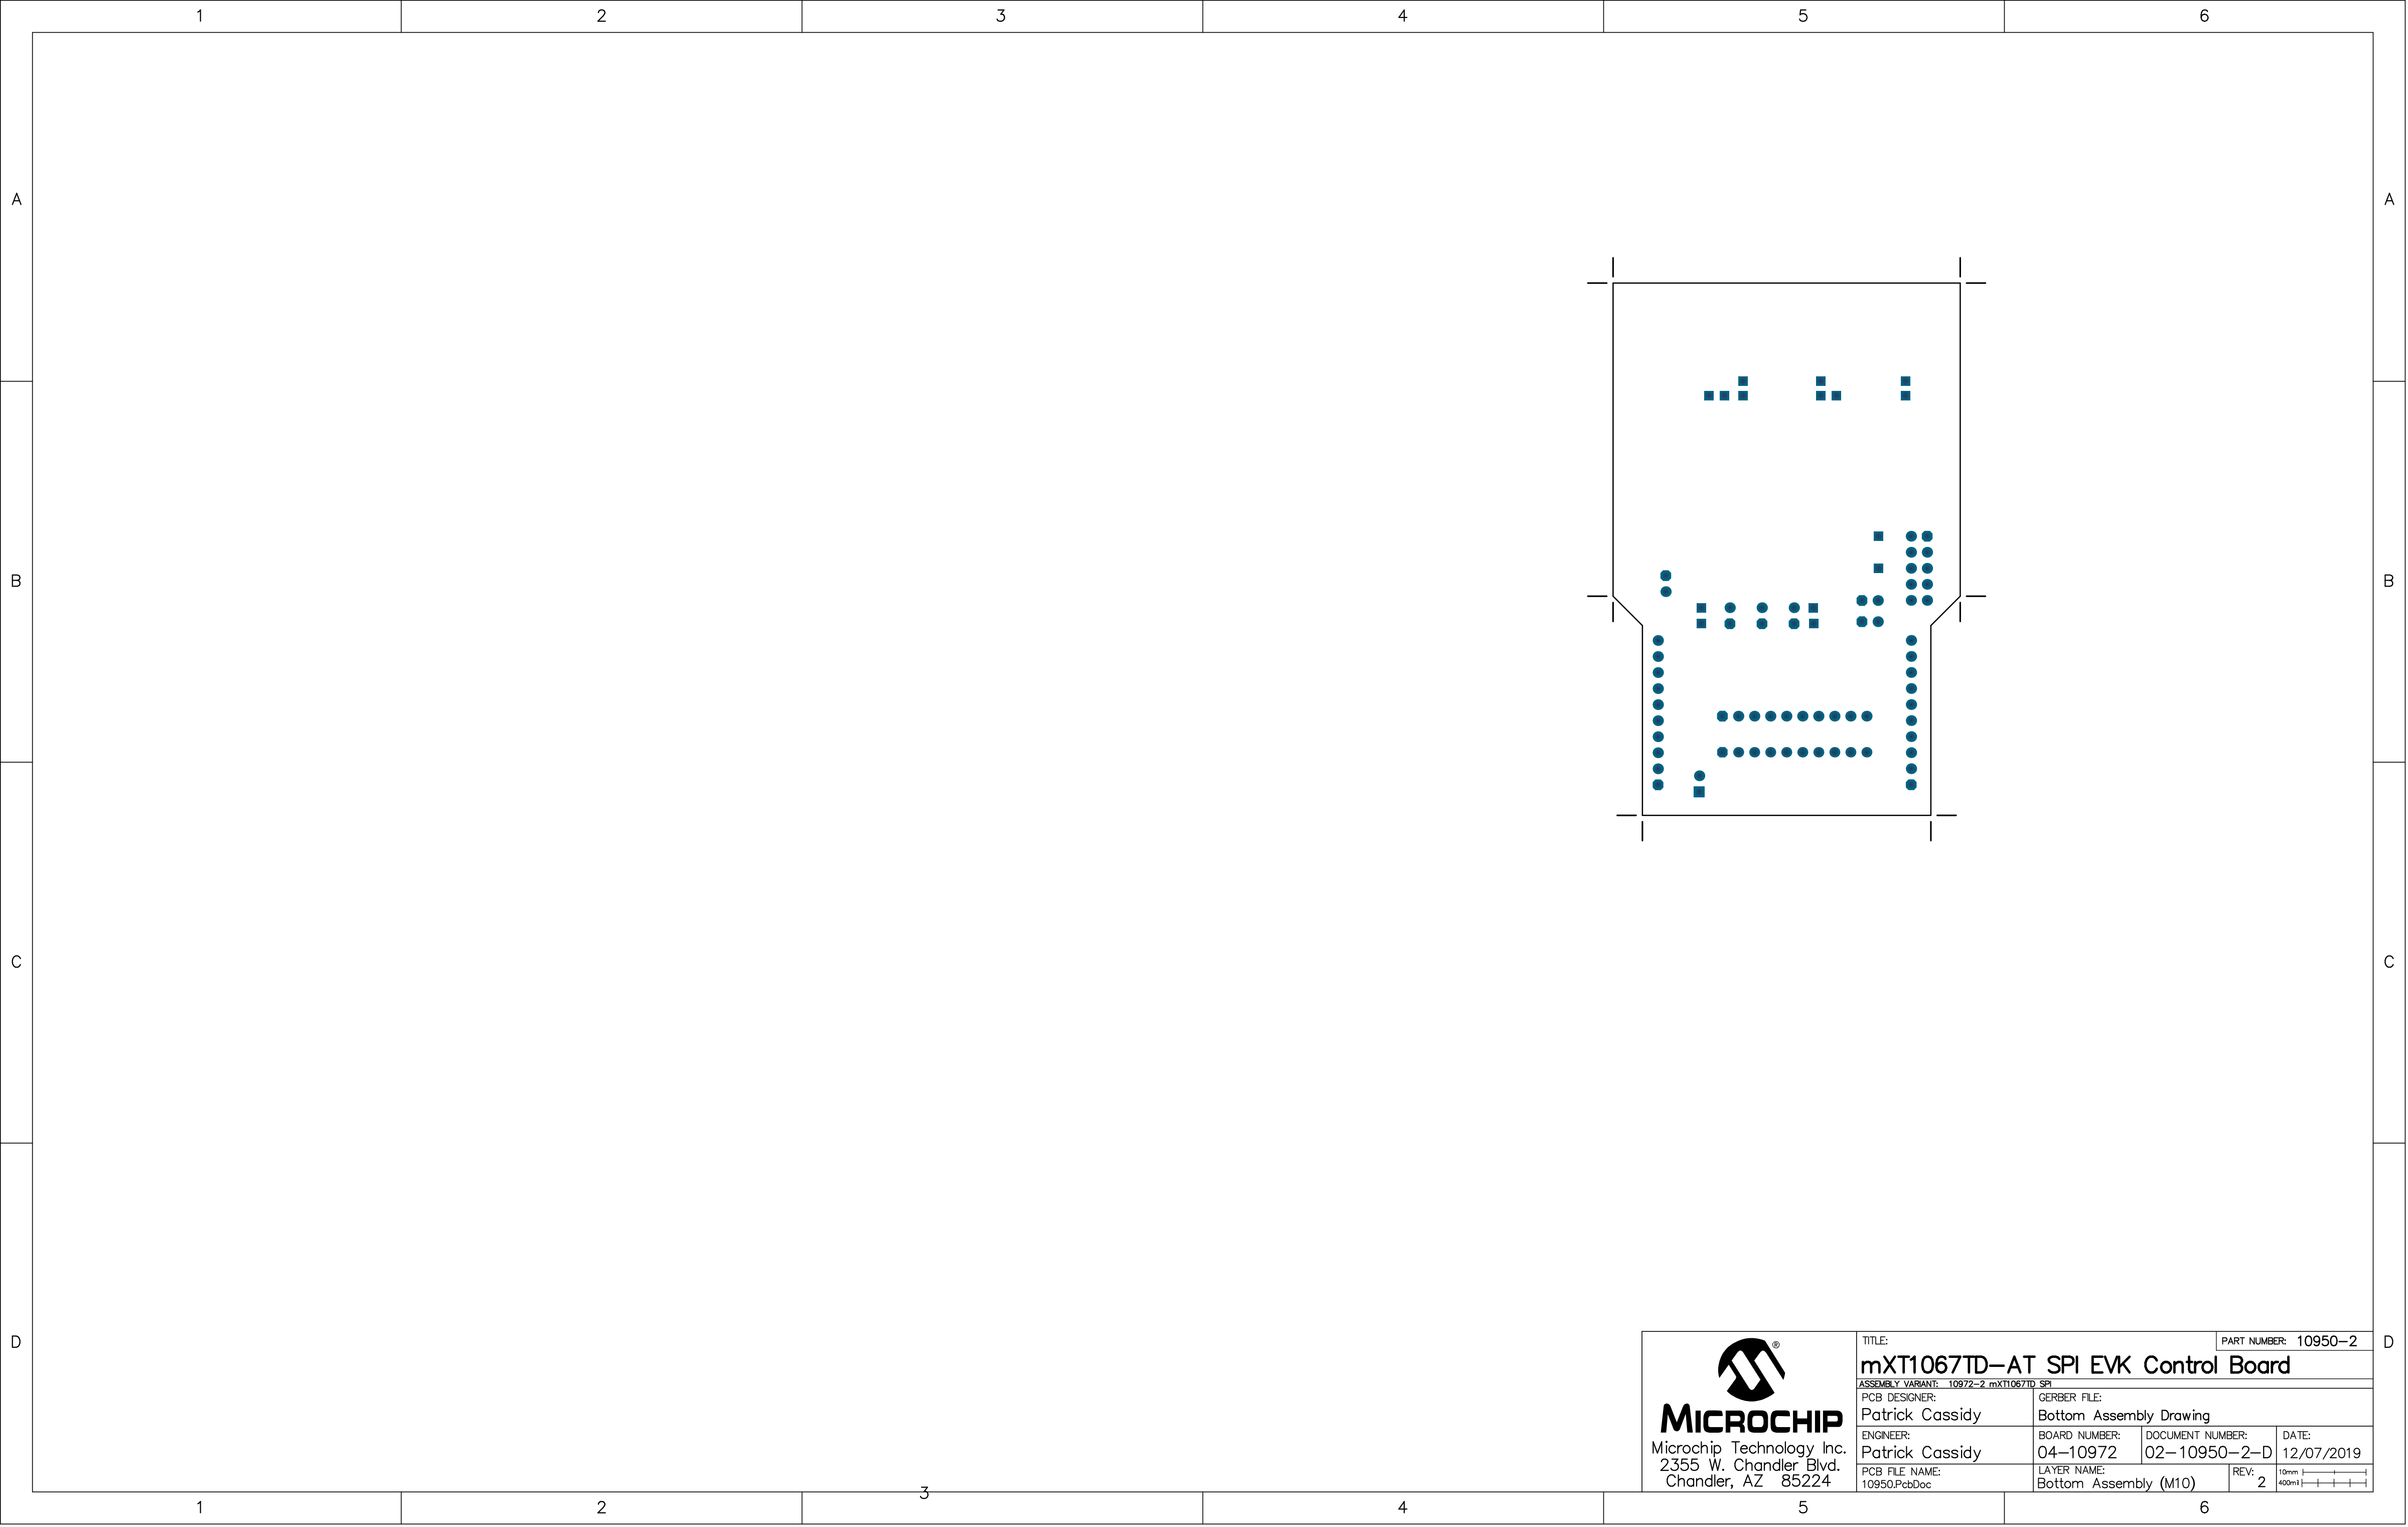 1 2 3 4 5 6
A A
B B
C C
D D
®
MICROCHIP
Microchip Technology Inc.
2355 W. Chandler Blvd.
Chandler, AZ 85224
TITLE:
PART NUMBER: 10950-2
mXT1067TD-AT SPI EVK Control Board
ASSEMBLY VARIANT: 10972-2 mXT1067TD SPI
PCB DESIGNER:
Patrick Cassidy
GERBER FILE:
Bottom Assembly Drawing
ENGINEER:
Patrick Cassidy
BOARD NUMBER:
04-10972
DOCUMENT NUMBER:
02-10950-2-D
DATE:
12/07/2019
PCB FILE NAME:
10950.PcbDoc
LAYER NAME:
Bottom Assembly (M10)
REV:
2
10mm
400mil
1 2 3 5 6